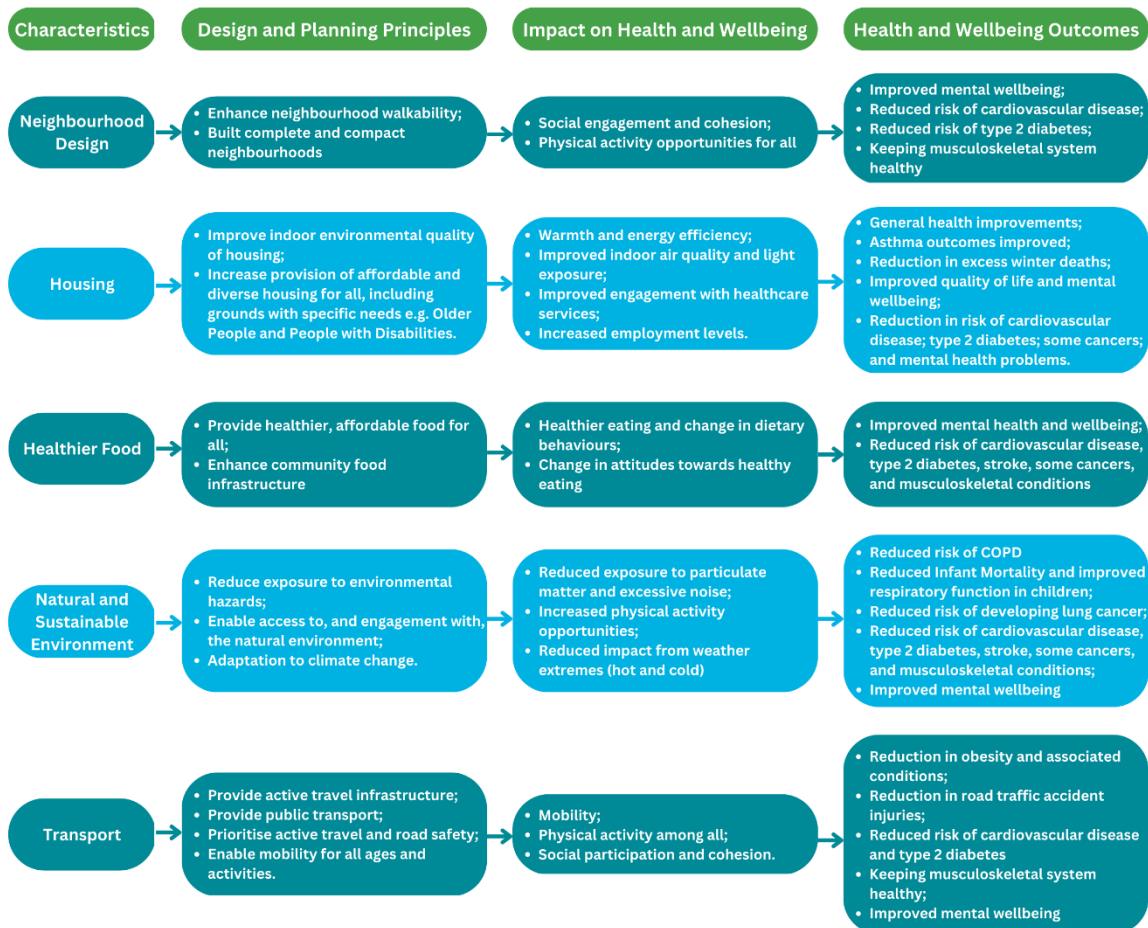 Characteristics
Design and Planning Principles
Impact on Health and Wellbeing
Health and Wellbeing Outcomes
Neighbourhood
Design
• Enhance neighbourhood walkability;
• Built complete and compact
neighbourhoods
• Social engagement and cohesion;
• Physical activity opportunities for all
• Improved mental wellbeing;
• Reduced risk of cardiovascular disease;
• Reduced risk of type 2 diabetes;
• Keeping musculoskeletal system
healthy
Housing
• Improve indoor environmental quality
of housing;
• Increase provision of affordable and
diverse housing for all, including
grounds with specific needs e.g. Older
People and People with Disabilities.
• Warmth and energy efficiency;
• Improved indoor air quality and light
exposure;
• Improved engagement with healthcare
services;
• Increased employment levels.
• General health improvements;
• Asthma outcomes improved;
• Reduction in excess winter deaths;
• Improved quality of life and mental
wellbeing;
• Reduction in risk of cardiovascular
disease; type 2 diabetes; some cancers;
and mental health problems.
Healthier Food
• Provide healthier, affordable food for
all;
• Enhance community food
infrastructure
• Healthier eating and change in dietary
behaviours;
• Change in attitudes towards healthy
eating
• Improved mental health and wellbeing;
• Reduced risk of cardiovascular disease,
type 2 diabetes, stroke, some cancers,
and musculoskeletal conditions
Natural and
Sustainable
Environment
• Reduce exposure to environmental
hazards;
• Enable access to, and engagement with,
the natural environment;
• Adaptation to climate change.
• Reduced exposure to particulate
matter and excessive noise;
• Increased physical activity
opportunities;
• Reduced impact from weather
extremes (hot and cold)
• Reduced risk of COPD
• Reduced Infant Mortality and improved
respiratory function in children;
• Reduced risk of developing lung cancer;
• Reduced risk of cardiovascular disease,
type 2 diabetes, stroke, some cancers,
and musculoskeletal conditions;
• Improved mental wellbeing
Transport
• Provide active travel infrastructure;
• Provide public transport;
• Prioritise active travel and road safety;
• Enable mobility for all ages and
activities.
• Mobility;
• Physical activity among all;
• Social participation and cohesion.
• Reduction in obesity and associated
conditions;
• Reduction in road traffic accident
injuries;
• Reduced risk of cardiovascular disease
and type 2 diabetes
• Keeping musculoskeletal system
healthy;
• Improved mental wellbeing